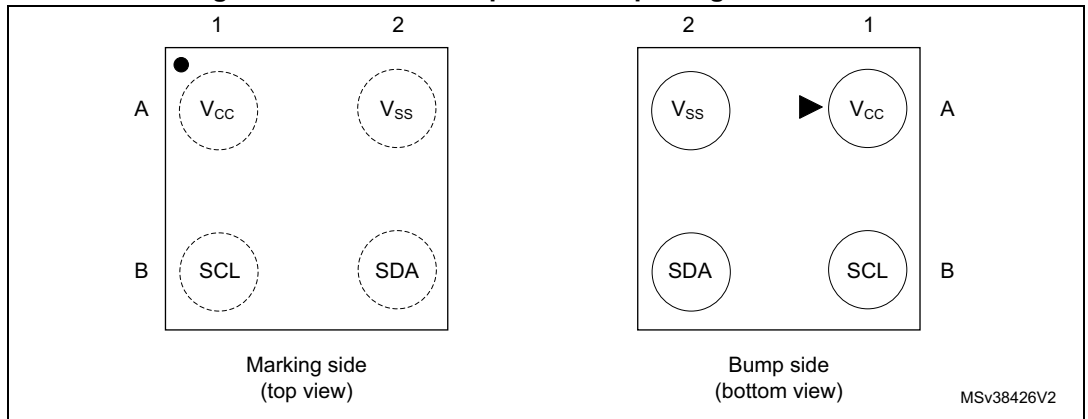 1 2 2 1
A VCC VSS VSS VCC A
B SCL SDA SDA SCL B
Marking side Bump side
(top view) (bottom view)
MSv38426V2